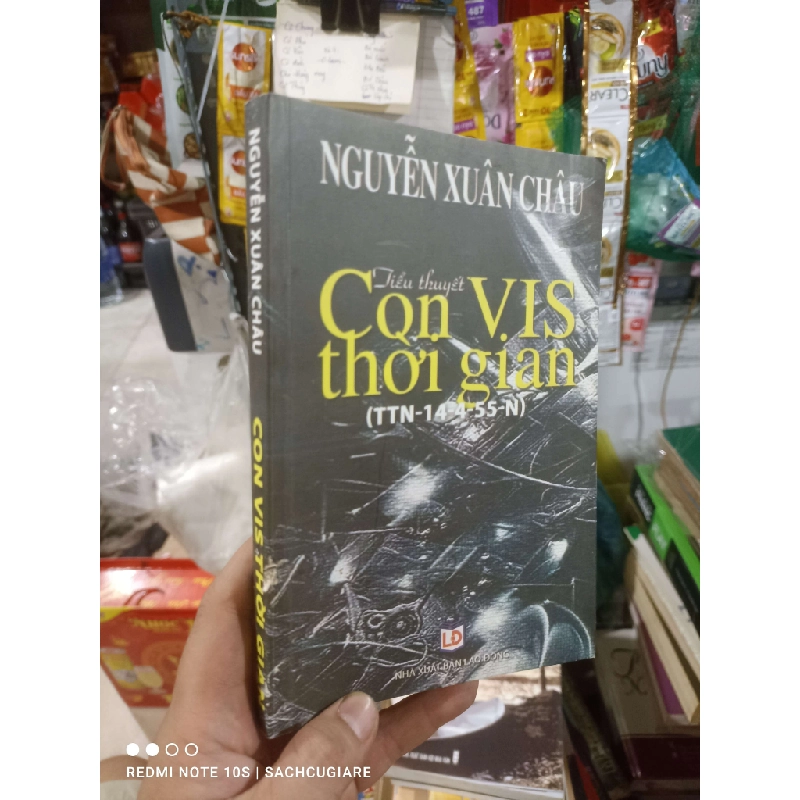 NGUYỄN XUÂN CHÂU
Tiểu thuyết
Con VIS
thời gian
(TTN-14-4-55-N)
LĐ
NHÀ XUẤT BẢN LAO ĐỘNG
NGUYỄN XUÂN CHÂU
CON VIS THỜI GIAN
CLEAR
REDMI NOTE 10S | SACHCUGIARE